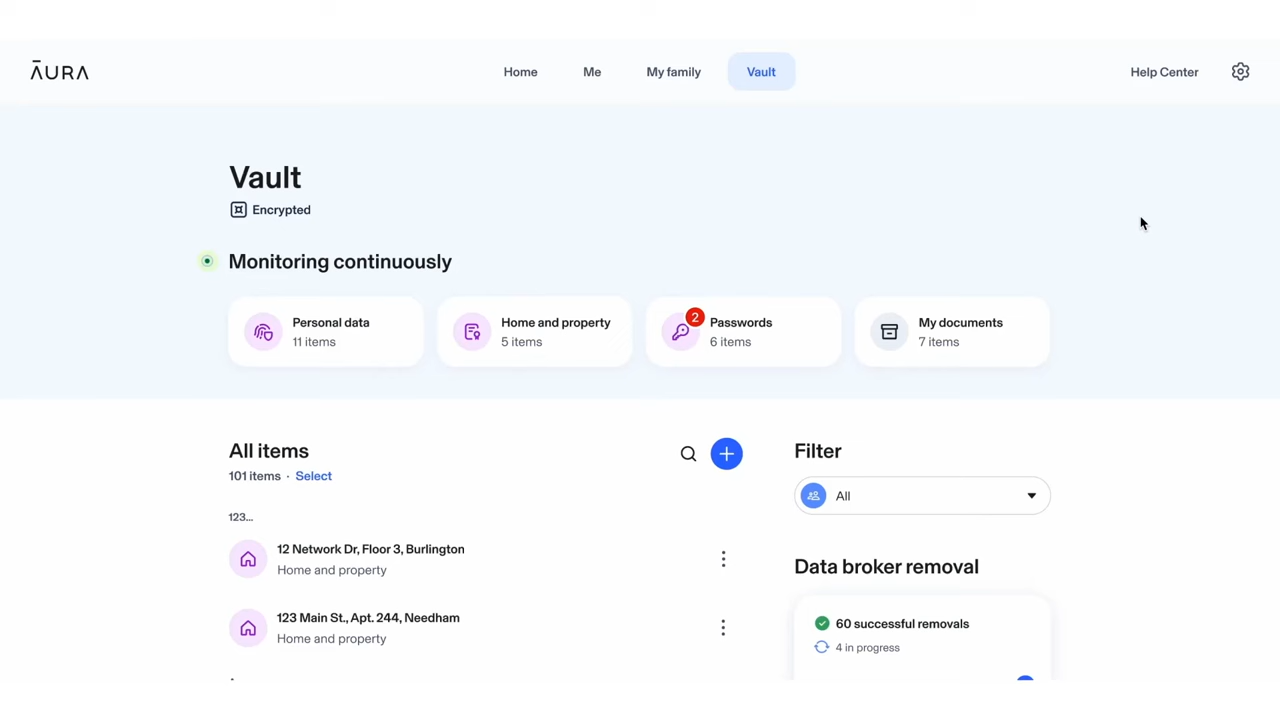 ĀURA
Home
Me
My family
Vault
Help Center
Vault
Encrypted
Monitoring continuously
Personal data
11 items
Home and property
5 items
2
Passwords
6 items
My documents
7 items
All items
101 items · Select
Filter
All
123...
12 Network Dr, Floor 3, Burlington
Home and property
Data broker removal
123 Main St., Apt. 244, Needham
Home and property
60 successful removals
4 in progress